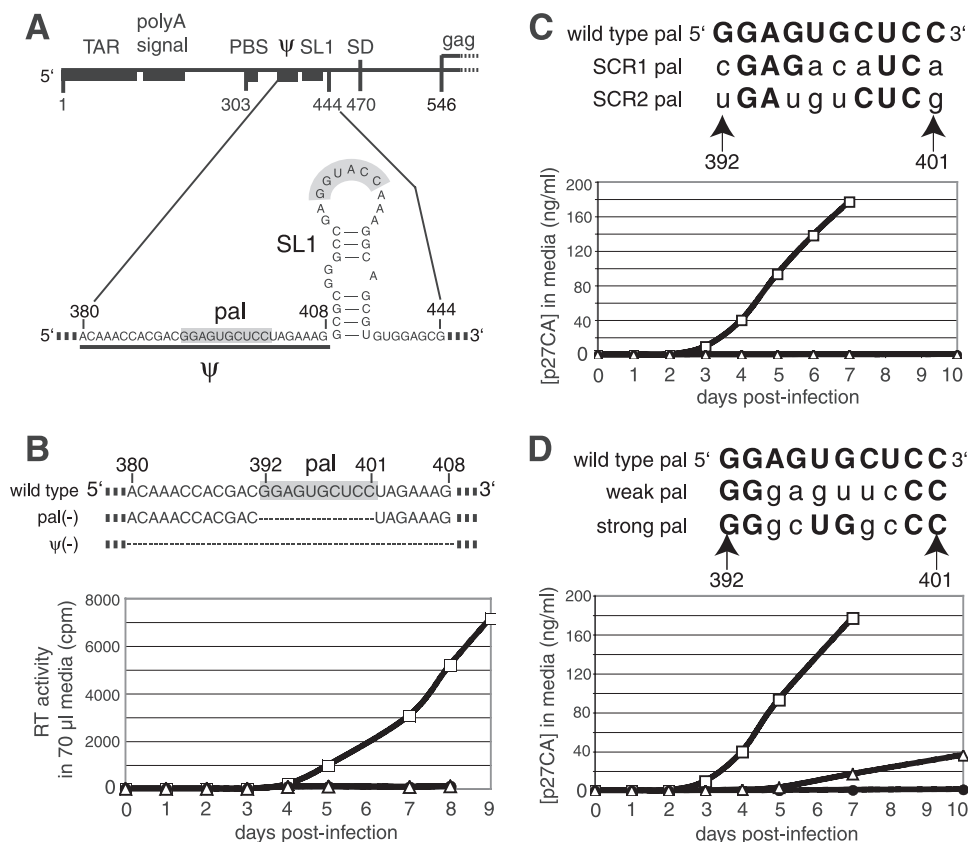 A
TAR
polyA
signal
PBS
Ψ
SL1
SD
gag
5‘
1
303
444
470
546
G
A
G
G
U
A
C
C
A
A
A
SL1
380
pal
408
444
5‘ ACAAACCACGACGGAGUGCUCCUAGAAAG
GUGUGGAGCG 3‘
Ψ
B
380
392
pal
401
408
wild type 5‘ ACAAACCACGACGGAGUGCUCCUAGAAAG 3‘
pal(-) ACAAACCACGAC----------UAGAAAG
ψ(-) -----------------------------
RT activity
in 70 µl media (cpm)
8000
6000
4000
2000
0
0 1 2 3 4 5 6 7 8 9
days post-infection
C
wild type pal 5‘ GGAGUGCUCC 3‘
SCR1 pal cGAGacaUCa
SCR2 pal uGAuguCUCg
392
401
[p27CA] in media (ng/ml)
200
160
120
80
40
0
0 1 2 3 4 5 6 7 8 9 10
days post-infection
D
wild type pal 5‘ GGAGUGCUCC 3‘
weak pal GGgaguucCC
strong pal GGgcUGgcCC
392
401
[p27CA] in media (ng/ml)
200
160
120
80
40
0
0 1 2 3 4 5 6 7 8 9 10
days post-infection